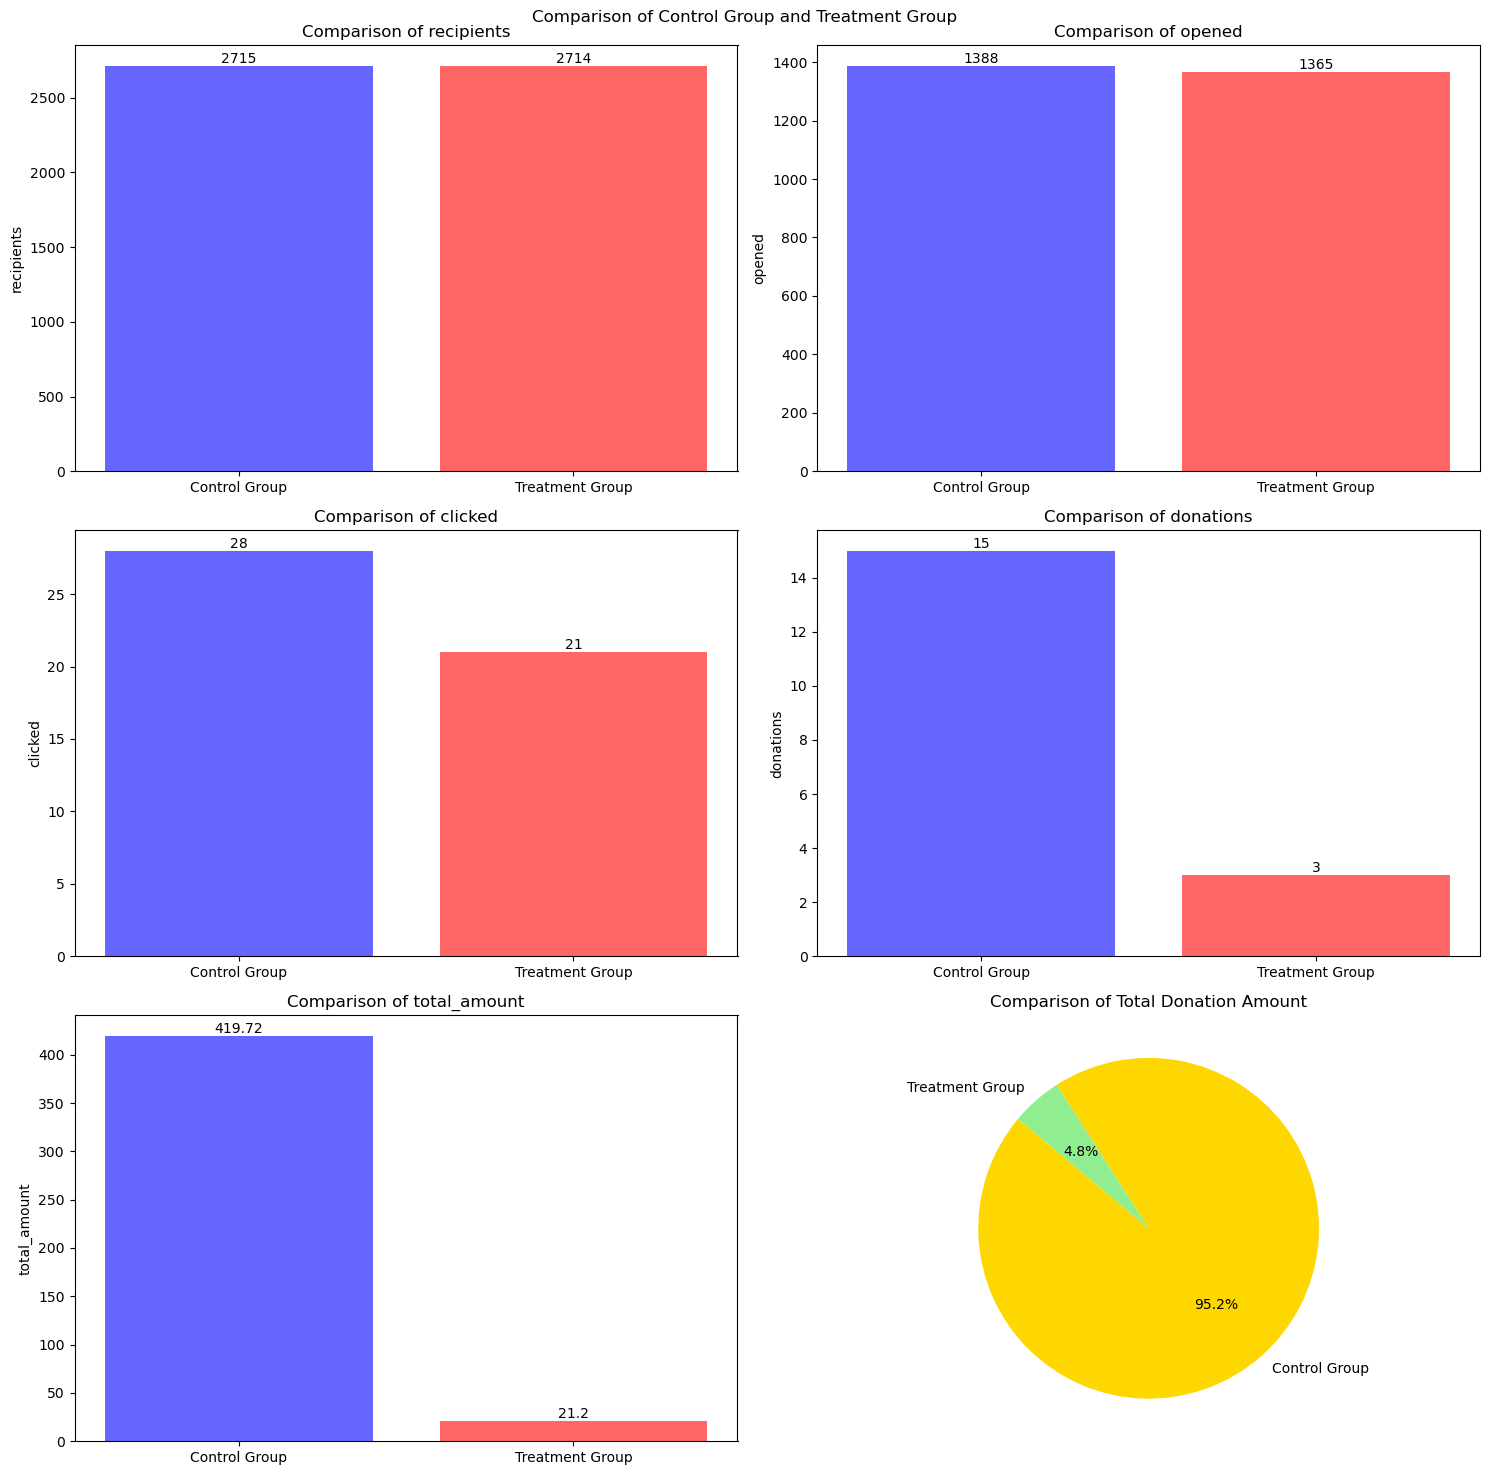 Comparison of Control Group and Treatment Group
Comparison of recipients
2715
2714
2500
2000
1500
1000
500
0
recipients
Control Group
Treatment Group
Comparison of opened
1388
1365
1400
1200
1000
800
600
400
200
0
opened
Control Group
Treatment Group
Comparison of clicked
28
21
25
20
15
10
5
0
clicked
Control Group
Treatment Group
Comparison of donations
15
3
14
12
10
8
6
4
2
0
donations
Control Group
Treatment Group
Comparison of total_amount
419.72
21.2
400
350
300
250
200
150
100
50
0
total_amount
Control Group
Treatment Group
Comparison of Total Donation Amount
Treatment Group
4.8%
95.2%
Control Group